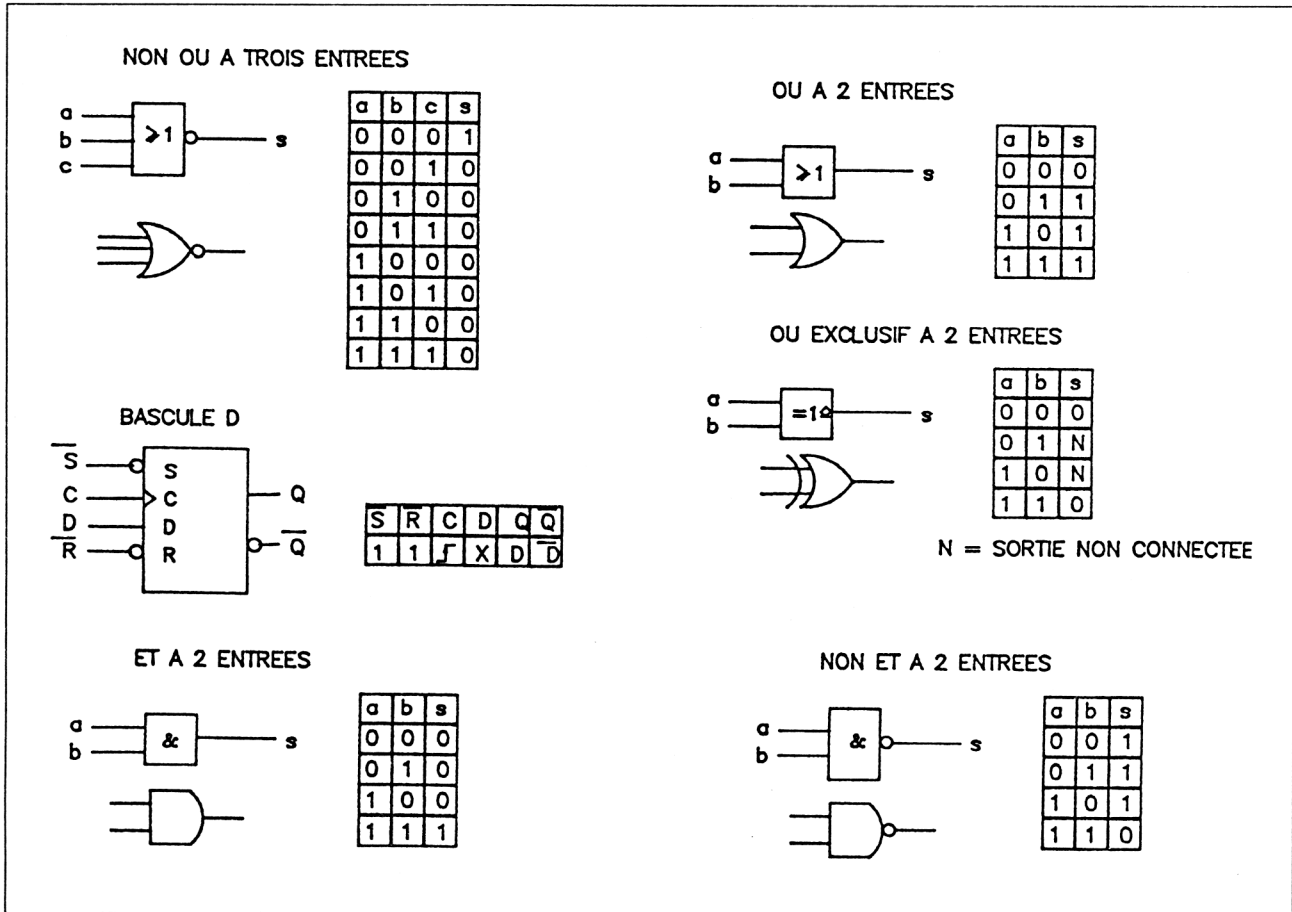 NON OU A TROIS ENTREES
a
b
c
≥1
s
a b c s
0 0 0 1
0 0 1 0
0 1 0 0
0 1 1 0
1 0 0 0
1 0 1 0
1 1 0 0
1 1 1 0
OU A 2 ENTREES
a
b
≥1
s
a b s
0 0 0
0 1 1
1 0 1
1 1 1
OU EXCLUSIF A 2 ENTREES
a
b
=1
s
a b s
0 0 0
0 1 N
1 0 N
1 1 0
N = SORTIE NON CONNECTEE
BASCULE D
S̅ S
C C Q
D D
R̅ R Q̅
S̅ R̅ C D Q Q̅
1 1 X D D̅
ET A 2 ENTREES
a
b
&
s
a b s
0 0 0
0 1 0
1 0 0
1 1 1
NON ET A 2 ENTREES
a
b
&
s
a b s
0 0 1
0 1 1
1 0 1
1 1 0